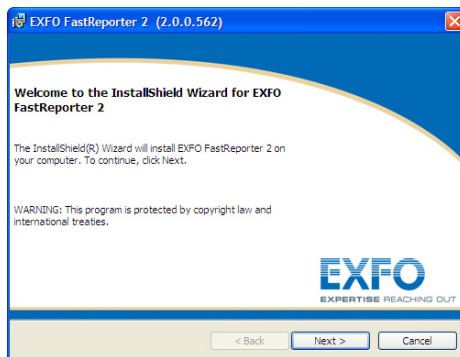 EXFO FastReporter 2 (2.0.0.562)
Welcome to the InstallShield Wizard for EXFO
FastReporter 2
The InstallShield(R) Wizard will install EXFO FastReporter 2 on
your computer. To continue, click Next.
WARNING: This program is protected by copyright law and
international treaties.
EXFO
EXPERTISE REACHING OUT
< Back Next > Cancel